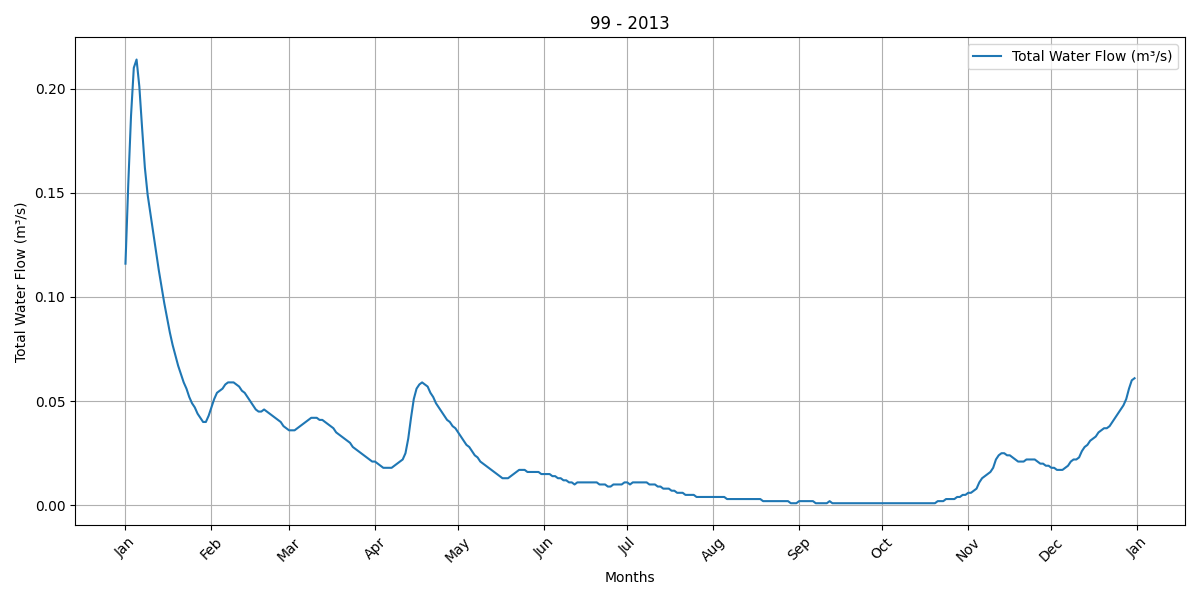 99 - 2013
Total Water Flow (m³/s)
0.20
0.15
0.10
0.05
0.00
Total Water Flow (m³/s)
Jan
Feb
Mar
Apr
May
Jun
Jul
Aug
Sep
Oct
Nov
Dec
Jan
Months